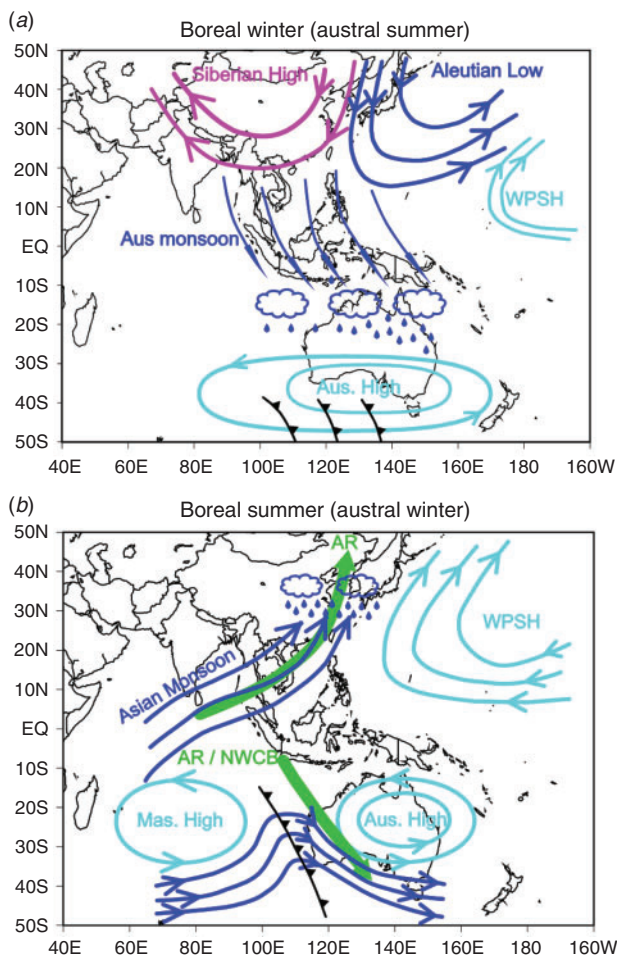 (a)
Boreal winter (austral summer)
50N
40N
30N
20N
10N
EQ
10S
20S
30S
40S
50S
Siberian High
Aleutian Low
WPSH
Aus monsoon
Aus. High
40E 60E 80E 100E 120E 140E 160E 180E 160W
(b)
Boreal summer (austral winter)
50N
40N
30N
20N
10N
EQ
10S
20S
30S
40S
50S
AR
WPSH
Asian Monsoon
AR / NWCB
Mas. High
Aus. High
40E 60E 80E 100E 120E 140E 160E 180E 160W